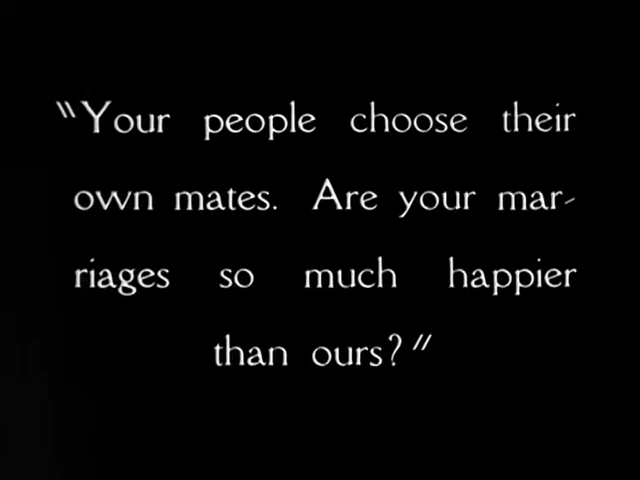 "Your people choose their
own mates. Are your mar-
riages so much happier
than ours?"